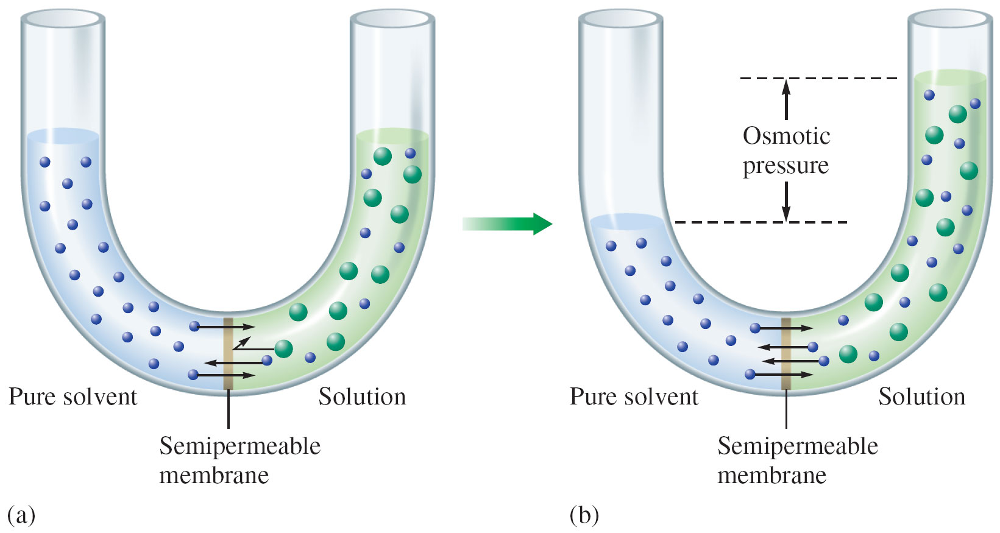 Pure solvent
Solution
Semipermeable
membrane
(a)
Osmotic
pressure
Pure solvent
Solution
Semipermeable
membrane
(b)